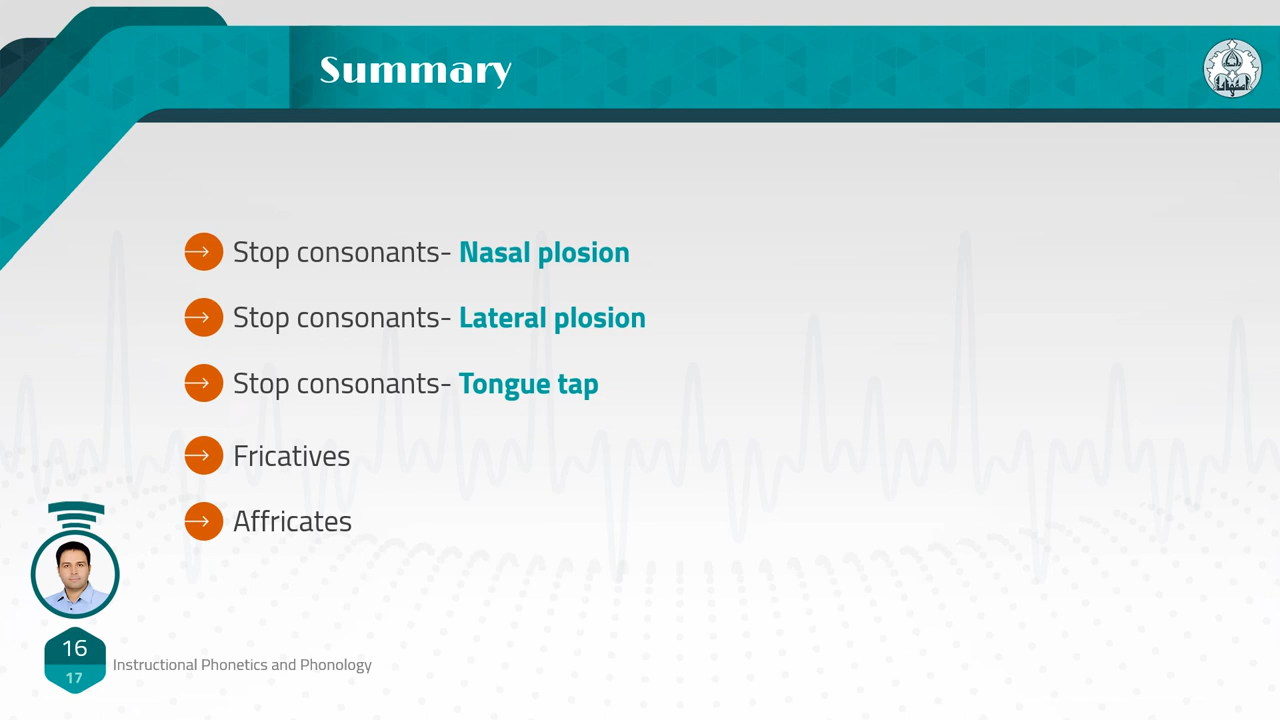 Summary
Stop consonants- Nasal plosion
Stop consonants- Lateral plosion
Stop consonants- Tongue tap
Fricatives
Affricates
16
17
Instructional Phonetics and Phonology